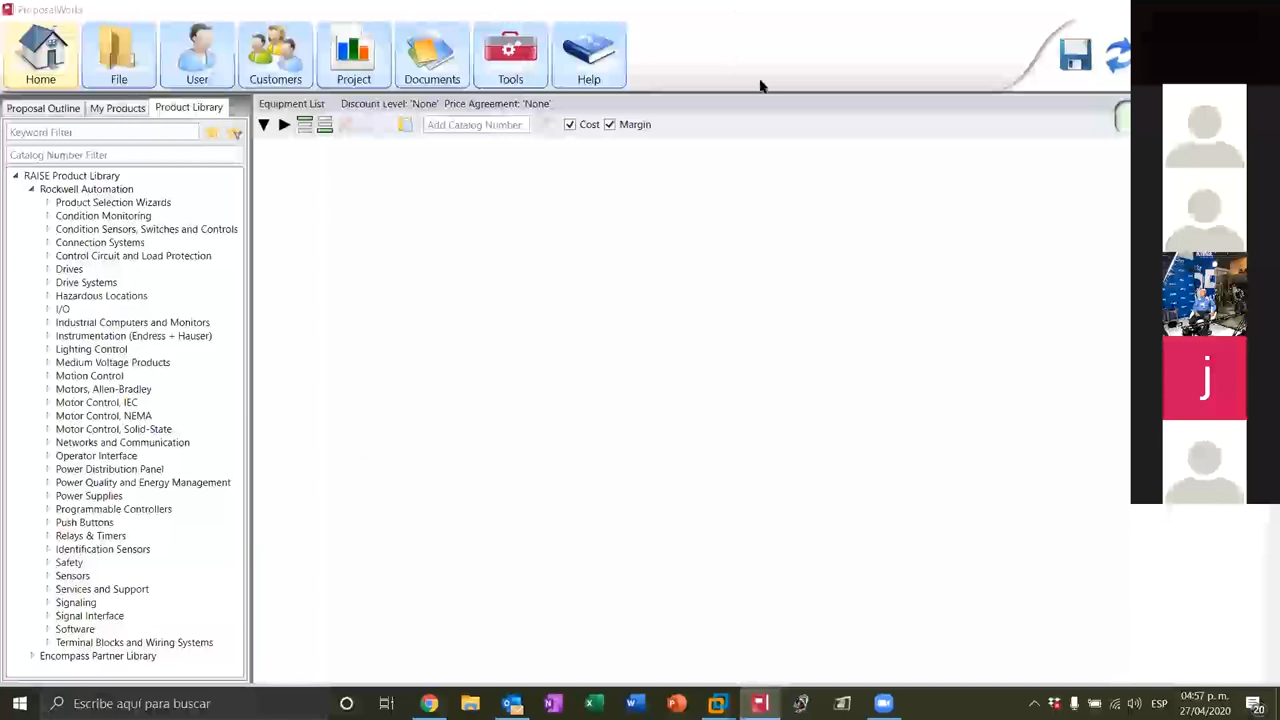 ProposalWorks
Home
File
User
Customers
Project
Documents
Tools
Help
Proposal Outline
My Products
Product Library
Equipment List
Discount Level: 'None'
Price Agreement: 'None'
Keyword Filter
Add Catalog Number
Cost
Margin
Catalog Number Filter
RAISE Product Library
Rockwell Automation
Product Selection Wizards
Condition Monitoring
Condition Sensors, Switches and Controls
Connection Systems
Control Circuit and Load Protection
Drives
Drive Systems
Hazardous Locations
I/O
Industrial Computers and Monitors
Instrumentation (Endress + Hauser)
Lighting Control
Medium Voltage Products
Motion Control
Motors, Allen-Bradley
Motor Control, IEC
Motor Control, NEMA
Motor Control, Solid-State
Networks and Communication
Operator Interface
Power Distribution Panel
Power Quality and Energy Management
Power Supplies
Programmable Controllers
Push Buttons
Relays & Timers
Identification Sensors
Safety
Sensors
Services and Support
Signaling
Signal Interface
Software
Terminal Blocks and Wiring Systems
Encompass Partner Library
j
Escribe aquí para buscar
ESP
04:57 p. m.
27/04/2020
20